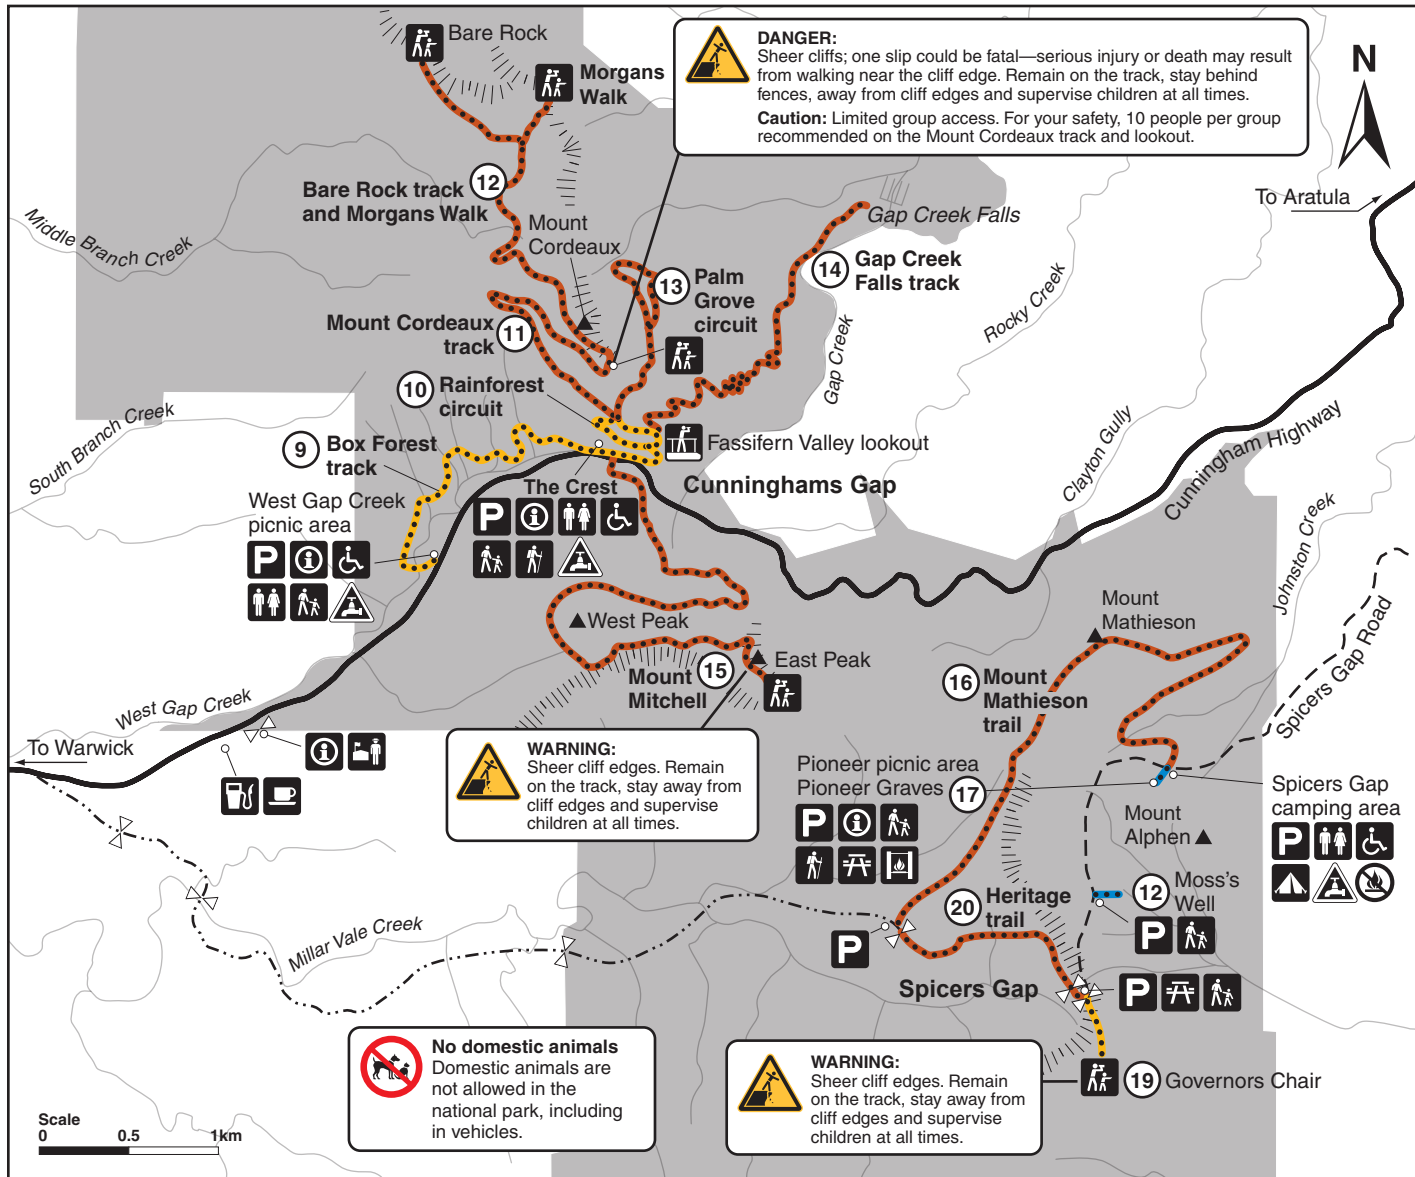 Bare Rock
Morgans
Walk
DANGER:
Sheer cliffs; one slip could be fatal—serious injury or death may result
from walking near the cliff edge. Remain on the track, stay behind
fences, away from cliff edges and supervise children at all times.
Caution: Limited group access. For your safety, 10 people per group
recommended on the Mount Cordeaux track and lookout.
N
To Aratula
12
Bare Rock track
and Morgans Walk
Middle Branch Creek
Mount
Cordeaux
Gap Creek Falls
14
Gap Creek
Falls track
13
Palm
Grove
circuit
Mount Cordeaux
track
11
Rocky Creek
Gap Creek
10
Rainforest
circuit
South Branch Creek
9
Box Forest
track
Fassifern Valley lookout
Clayton Gully
Cunningham Highway
Cunninghams Gap
The Crest
P
West Gap Creek
picnic area
P
Johnston Creek
Spicers Gap Road
West Peak
Mount
Mathieson
East Peak
15
Mount
Mitchell
16
Mount
Mathieson
trail
West Gap Creek
To Warwick
WARNING:
Sheer cliff edges. Remain
on the track, stay away from
cliff edges and supervise
children at all times.
Pioneer picnic area
Pioneer Graves
17
P
Spicers Gap
camping area
P
Mount
Alphen
12
Moss's
Well
P
20
Heritage
trail
P
Millar Vale Creek
Spicers Gap
P
No domestic animals
Domestic animals are
not allowed in the
national park, including
in vehicles.
WARNING:
Sheer cliff edges. Remain
on the track, stay away from
cliff edges and supervise
children at all times.
19
Governors Chair
Scale
0 0.5 1km